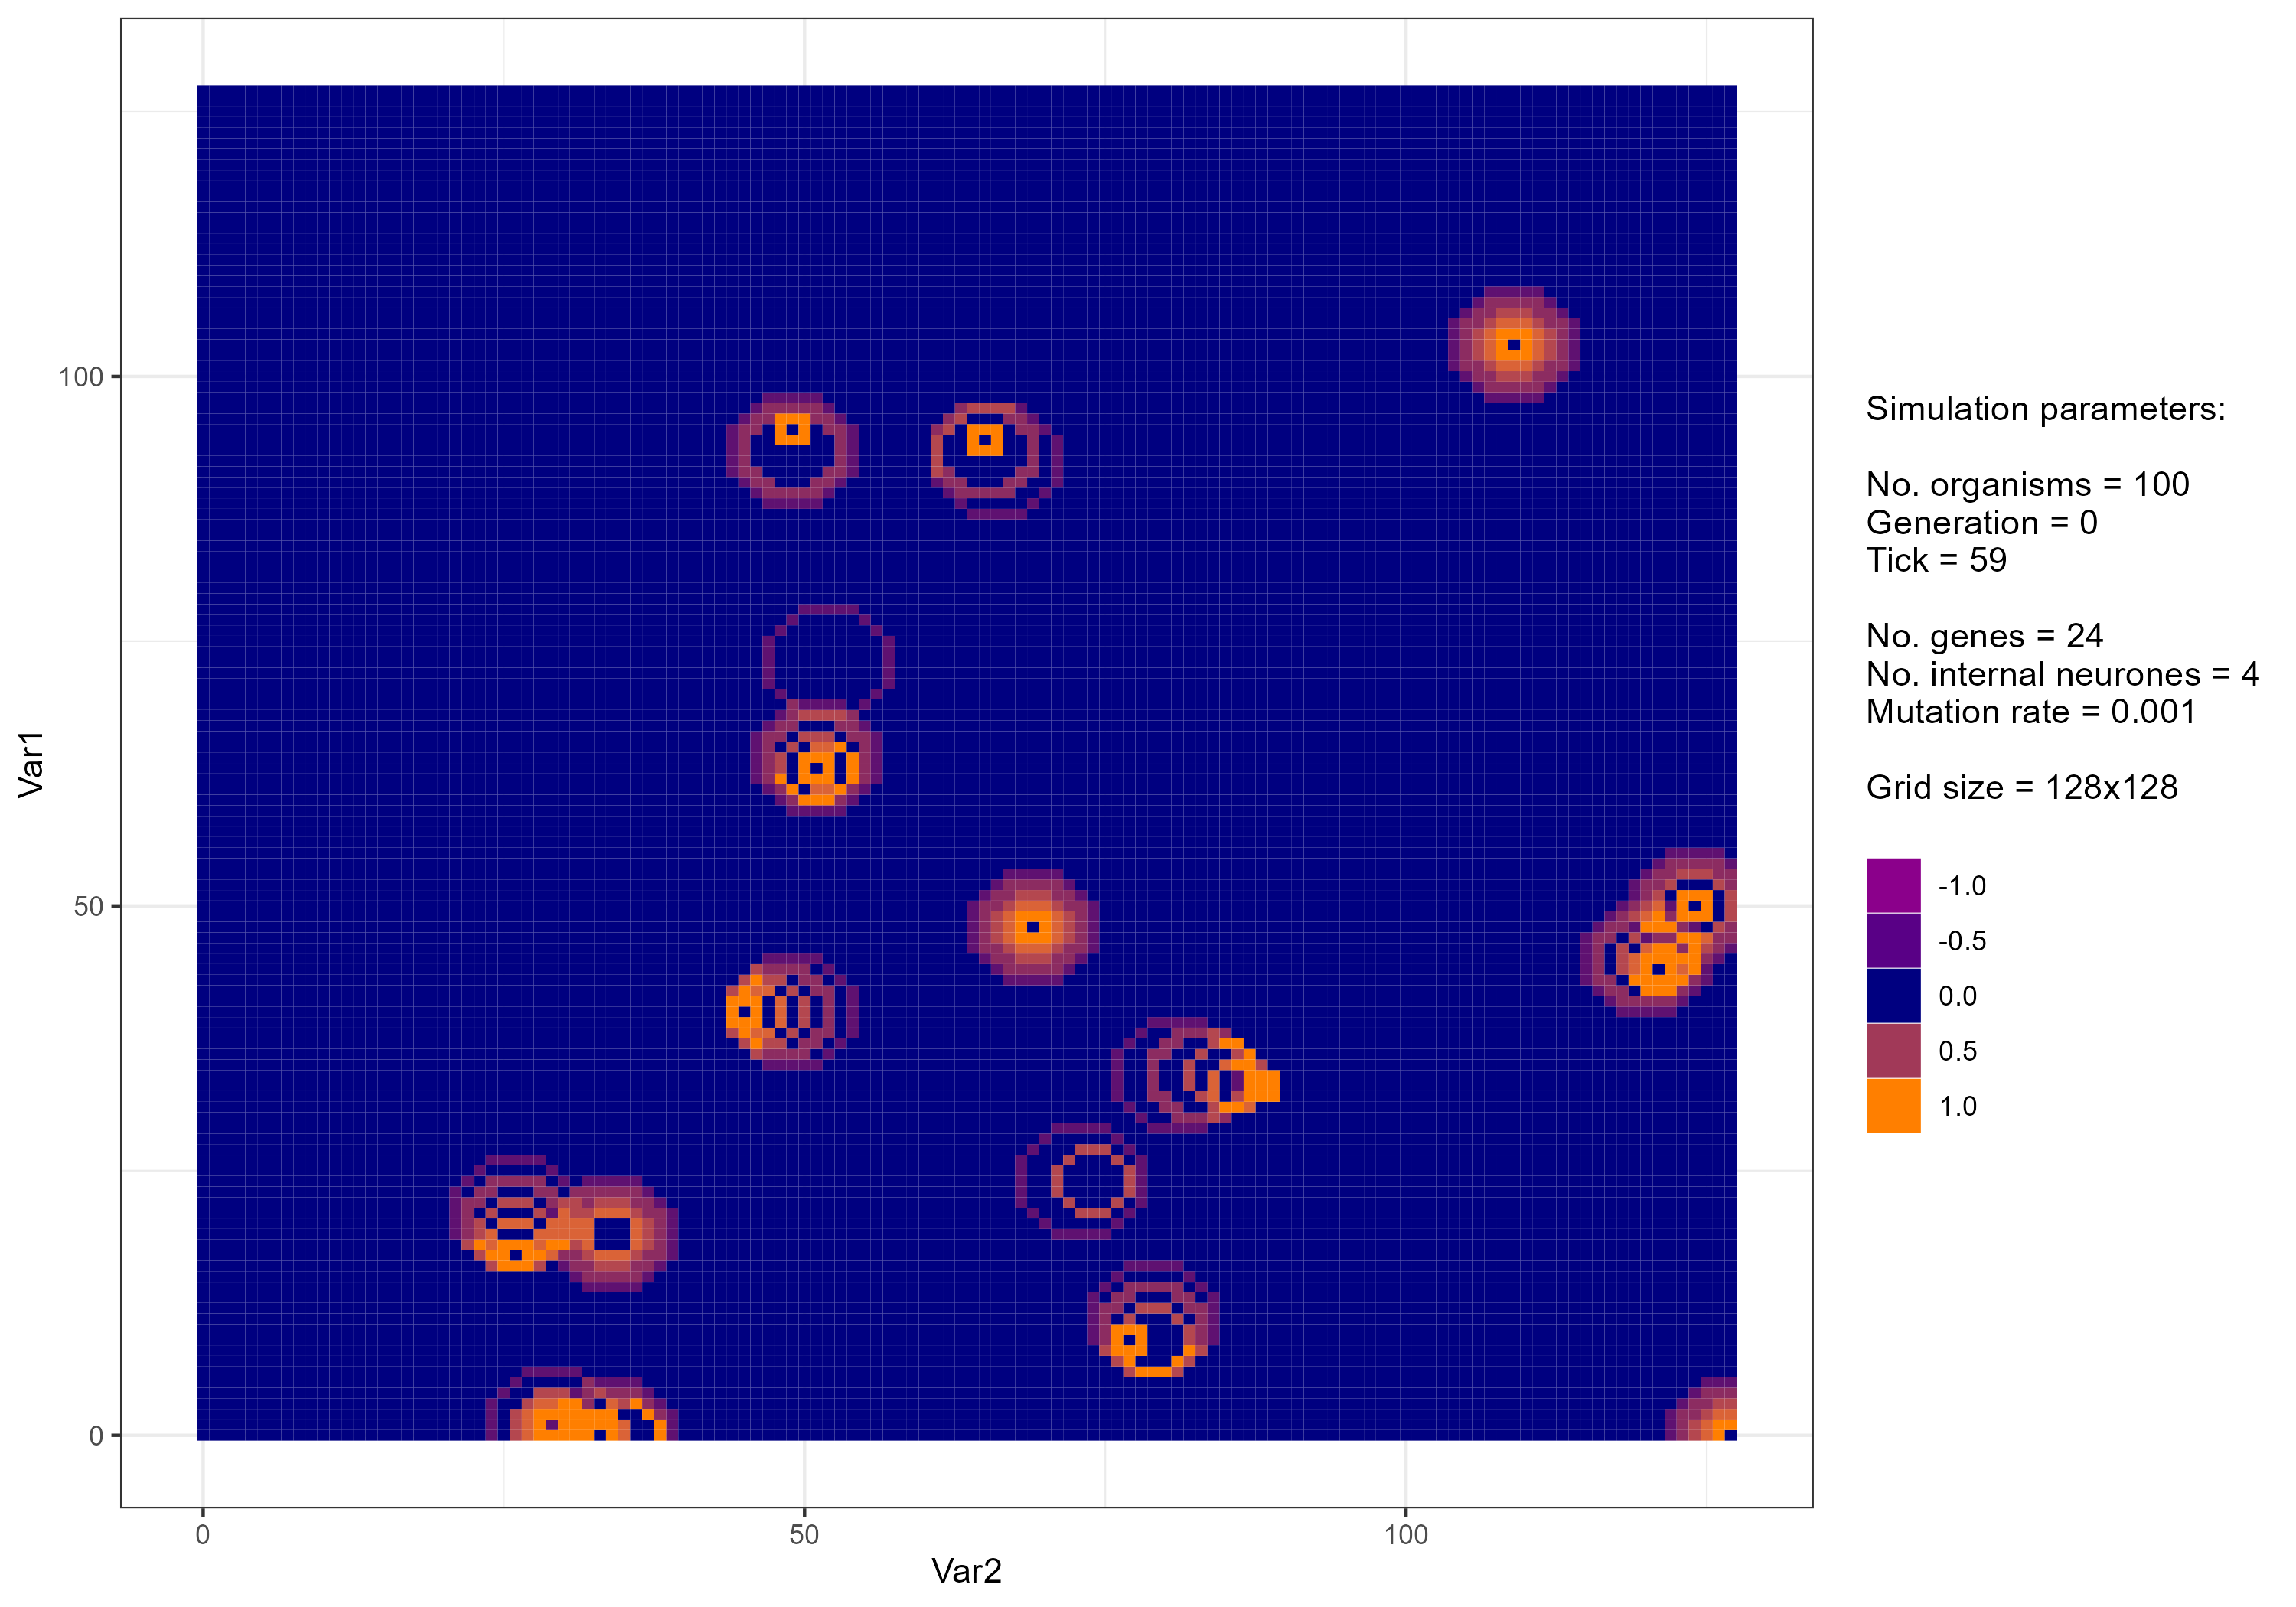 100
50
0
Var1
0
50
100
Var2
Simulation parameters:
No. organisms = 100
Generation = 0
Tick = 59
No. genes = 24
No. internal neurones = 4
Mutation rate = 0.001
Grid size = 128x128
-1.0
-0.5
0.0
0.5
1.0